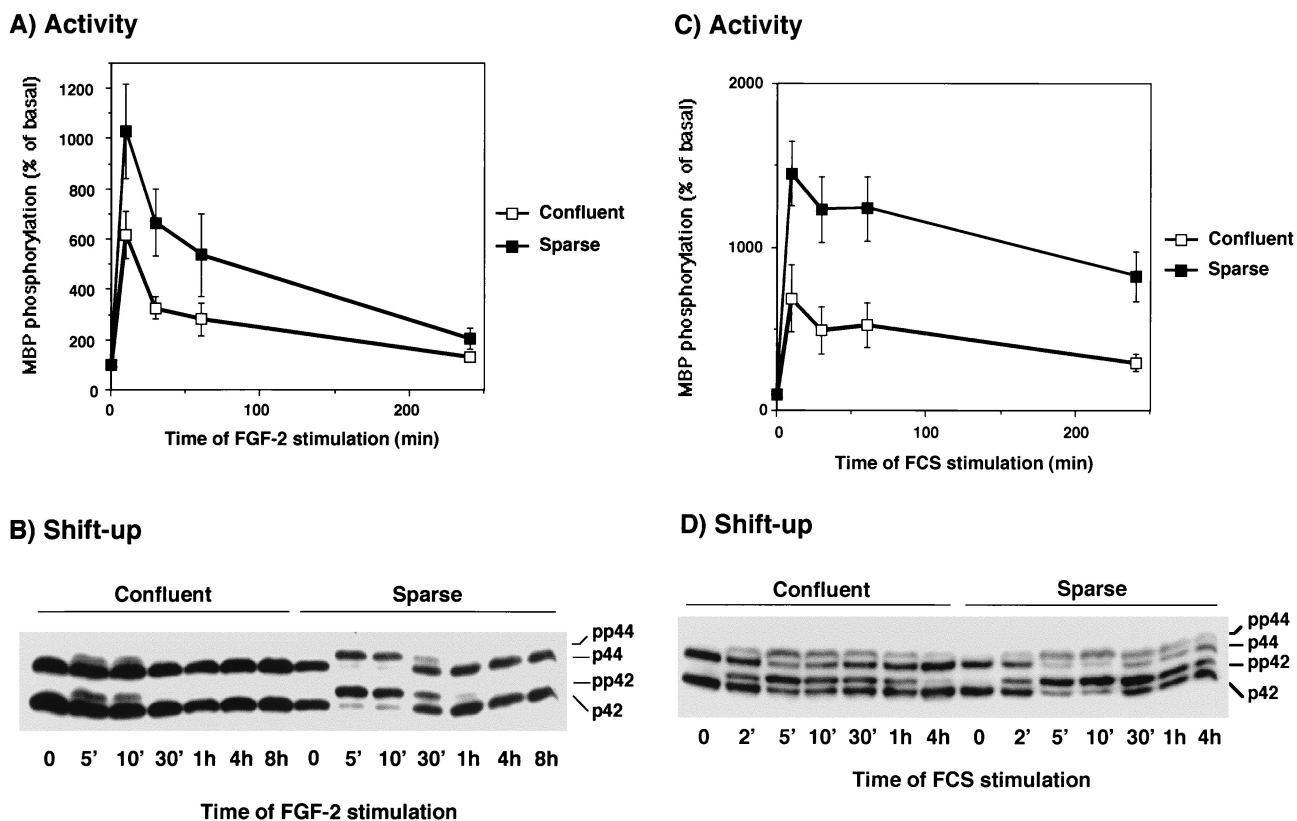 A) Activity
MBP phosphorylation (% of basal)
1200
1000
800
600
400
200
0
0 100 200
Time of FGF-2 stimulation (min)
Confluent
Sparse
C) Activity
MBP phosphorylation (% of basal)
2000
1000
0
0 100 200
Time of FCS stimulation (min)
Confluent
Sparse
B) Shift-up
Confluent Sparse
pp44
p44
pp42
p42
0 5’ 10’ 30’ 1h 4h 8h 0 5’ 10’ 30’ 1h 4h 8h
Time of FGF-2 stimulation
D) Shift-up
Confluent Sparse
pp44
p44
pp42
p42
0 2’ 5’ 10’ 30’ 1h 4h 0 2’ 5’ 10’ 30’ 1h 4h
Time of FCS stimulation